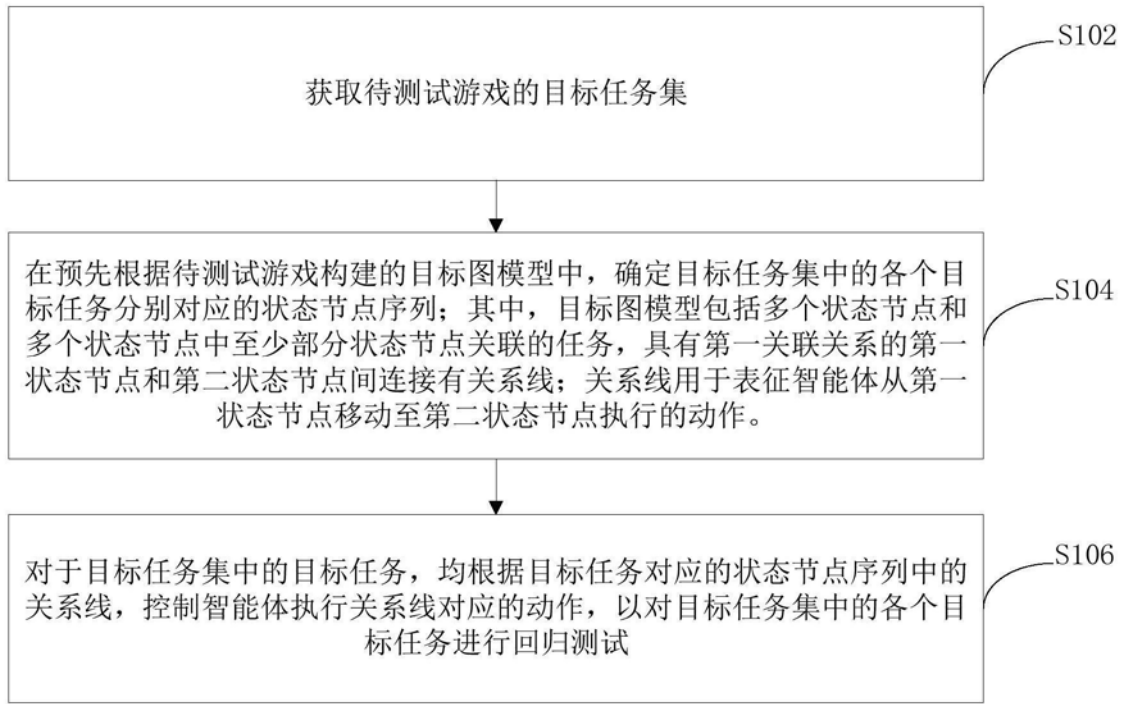 获取待测试游戏的目标任务集
S102
在预先根据待测试游戏构建的目标图模型中，确定目标任务集中的各个目
标任务分别对应的状态节点序列；其中，目标图模型包括多个状态节点和
多个状态节点中至少部分状态节点关联的任务，具有第一关联关系的第一
状态节点和第二状态节点间连接有关系线；关系线用于表征智能体从第一
状态节点移动至第二状态节点执行的动作。
S104
对于目标任务集中的目标任务，均根据目标任务对应的状态节点序列中的
关系线，控制智能体执行关系线对应的动作，以对目标任务集中的各个目
标任务进行回归测试
S106